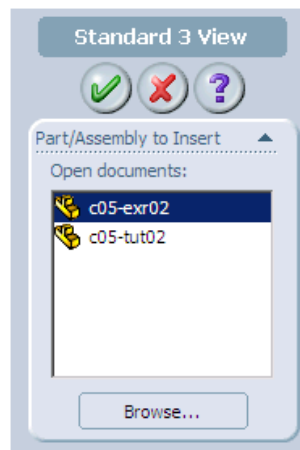 Standard 3 View
?
Part/Assembly to Insert
Open documents:
c05-exr02
c05-tut02
Browse...